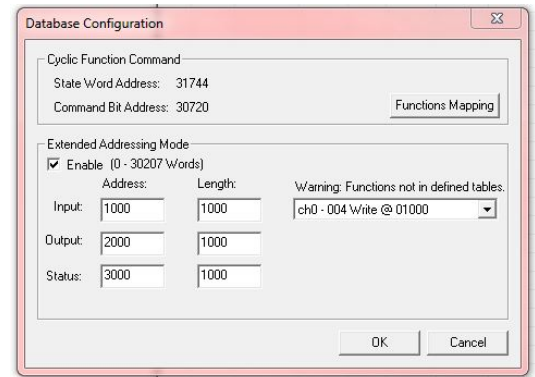 Database Configuration
Cyclic Function Command
State Word Address: 31744
Command Bit Address: 30720
Functions Mapping
Extended Addressing Mode
Enable (0 - 30207 Words)
Address: Length:
Warning: Functions not in defined tables.
Input: 1000 1000
ch0 - 004 Write @ 01000
Output: 2000 1000
Status: 3000 1000
OK Cancel